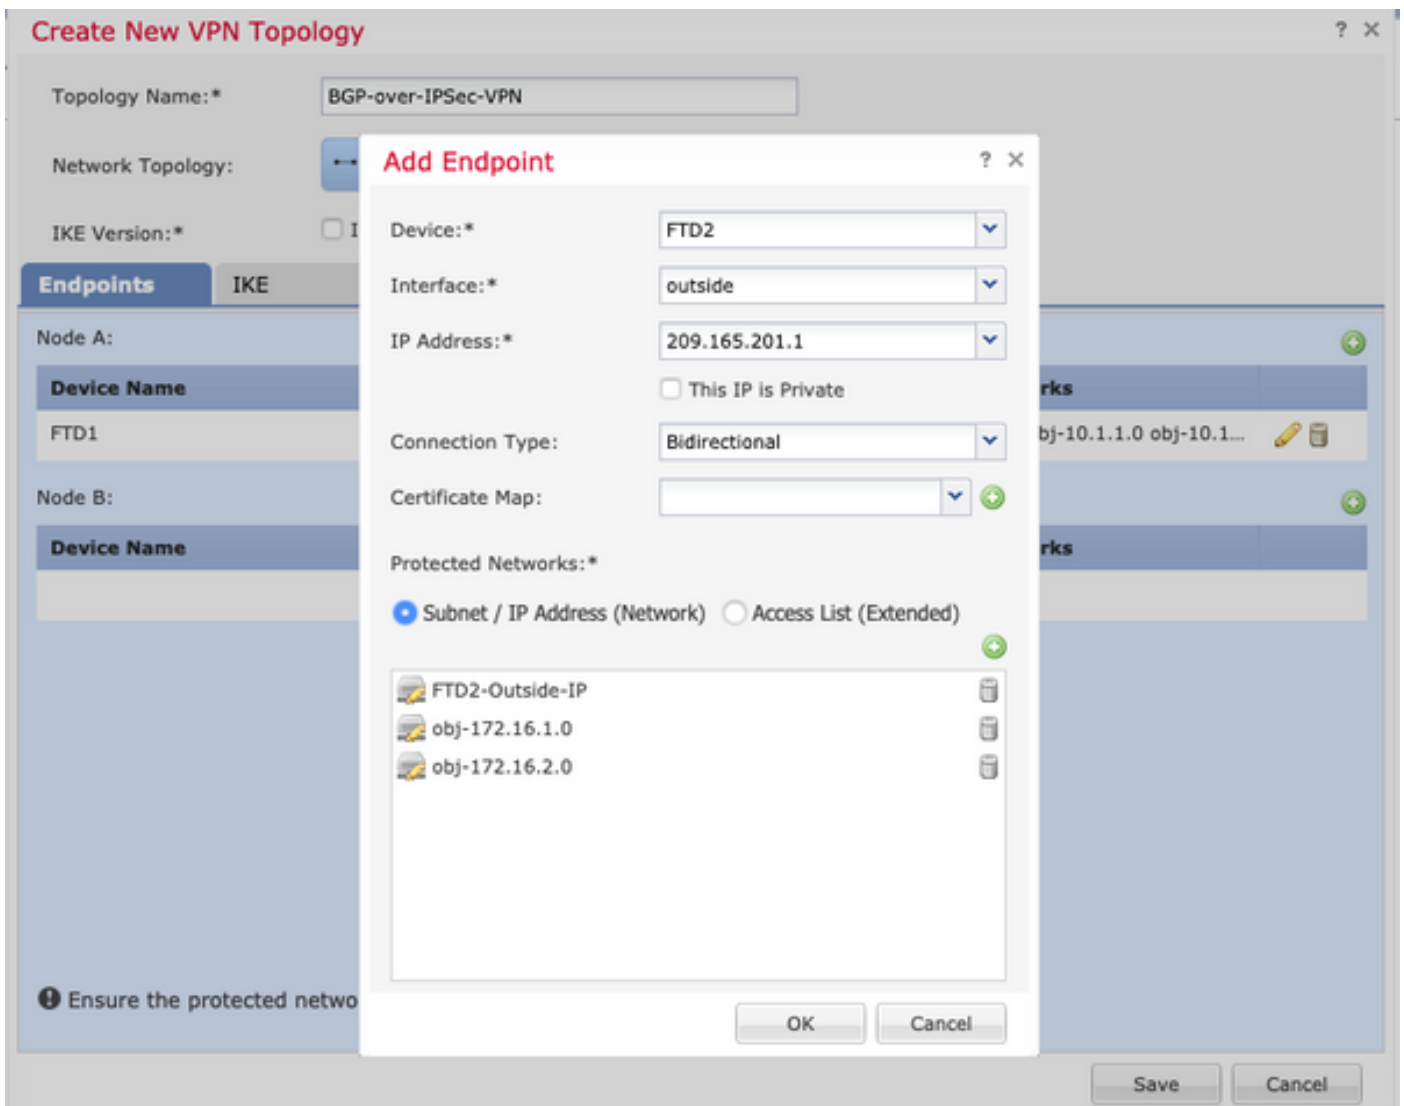 Create New VPN Topology ? ×
Topology Name:* BGP-over-IPSec-VPN
Network Topology:
IKE Version:* I
Endpoints IKE
Node A:
Device Name rks
FTD1 bj-10.1.1.0 obj-10.1...
Node B:
Device Name rks
Ensure the protected netwo
Save Cancel
Add Endpoint ? ×
Device:* FTD2
Interface:* outside
IP Address:* 209.165.201.1
This IP is Private
Connection Type: Bidirectional
Certificate Map:
Protected Networks:*
Subnet / IP Address (Network) Access List (Extended)
FTD2-Outside-IP
obj-172.16.1.0
obj-172.16.2.0
OK Cancel